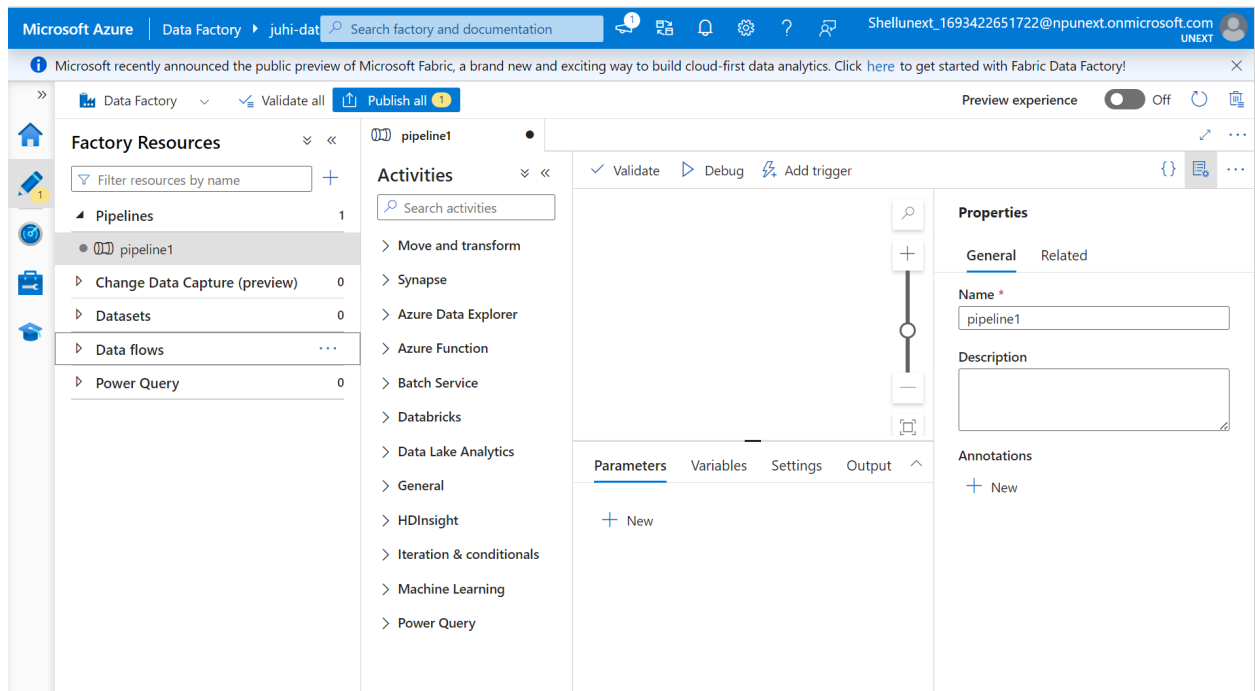 Microsoft Azure Data Factory juhi-dat Search factory and documentation 1 Shellunext_1693422651722@npunext.onmicrosoft.com
UNEXT
Microsoft recently announced the public preview of Microsoft Fabric, a brand new and exciting way to build cloud-first data analytics. Click here to get started with Fabric Data Factory!
Data Factory Validate all Publish all 1 Preview experience Off
1
Factory Resources
Filter resources by name
Pipelines 1
pipeline1
Change Data Capture (preview) 0
Datasets 0
Data flows ...
Power Query 0
pipeline1
Activities
Search activities
Move and transform
Synapse
Azure Data Explorer
Azure Function
Batch Service
Databricks
Data Lake Analytics
General
HDInsight
Iteration & conditionals
Machine Learning
Power Query
Validate Debug Add trigger {} ...
Parameters Variables Settings Output
New
Properties
General Related
Name *
pipeline1
Description
Annotations
New